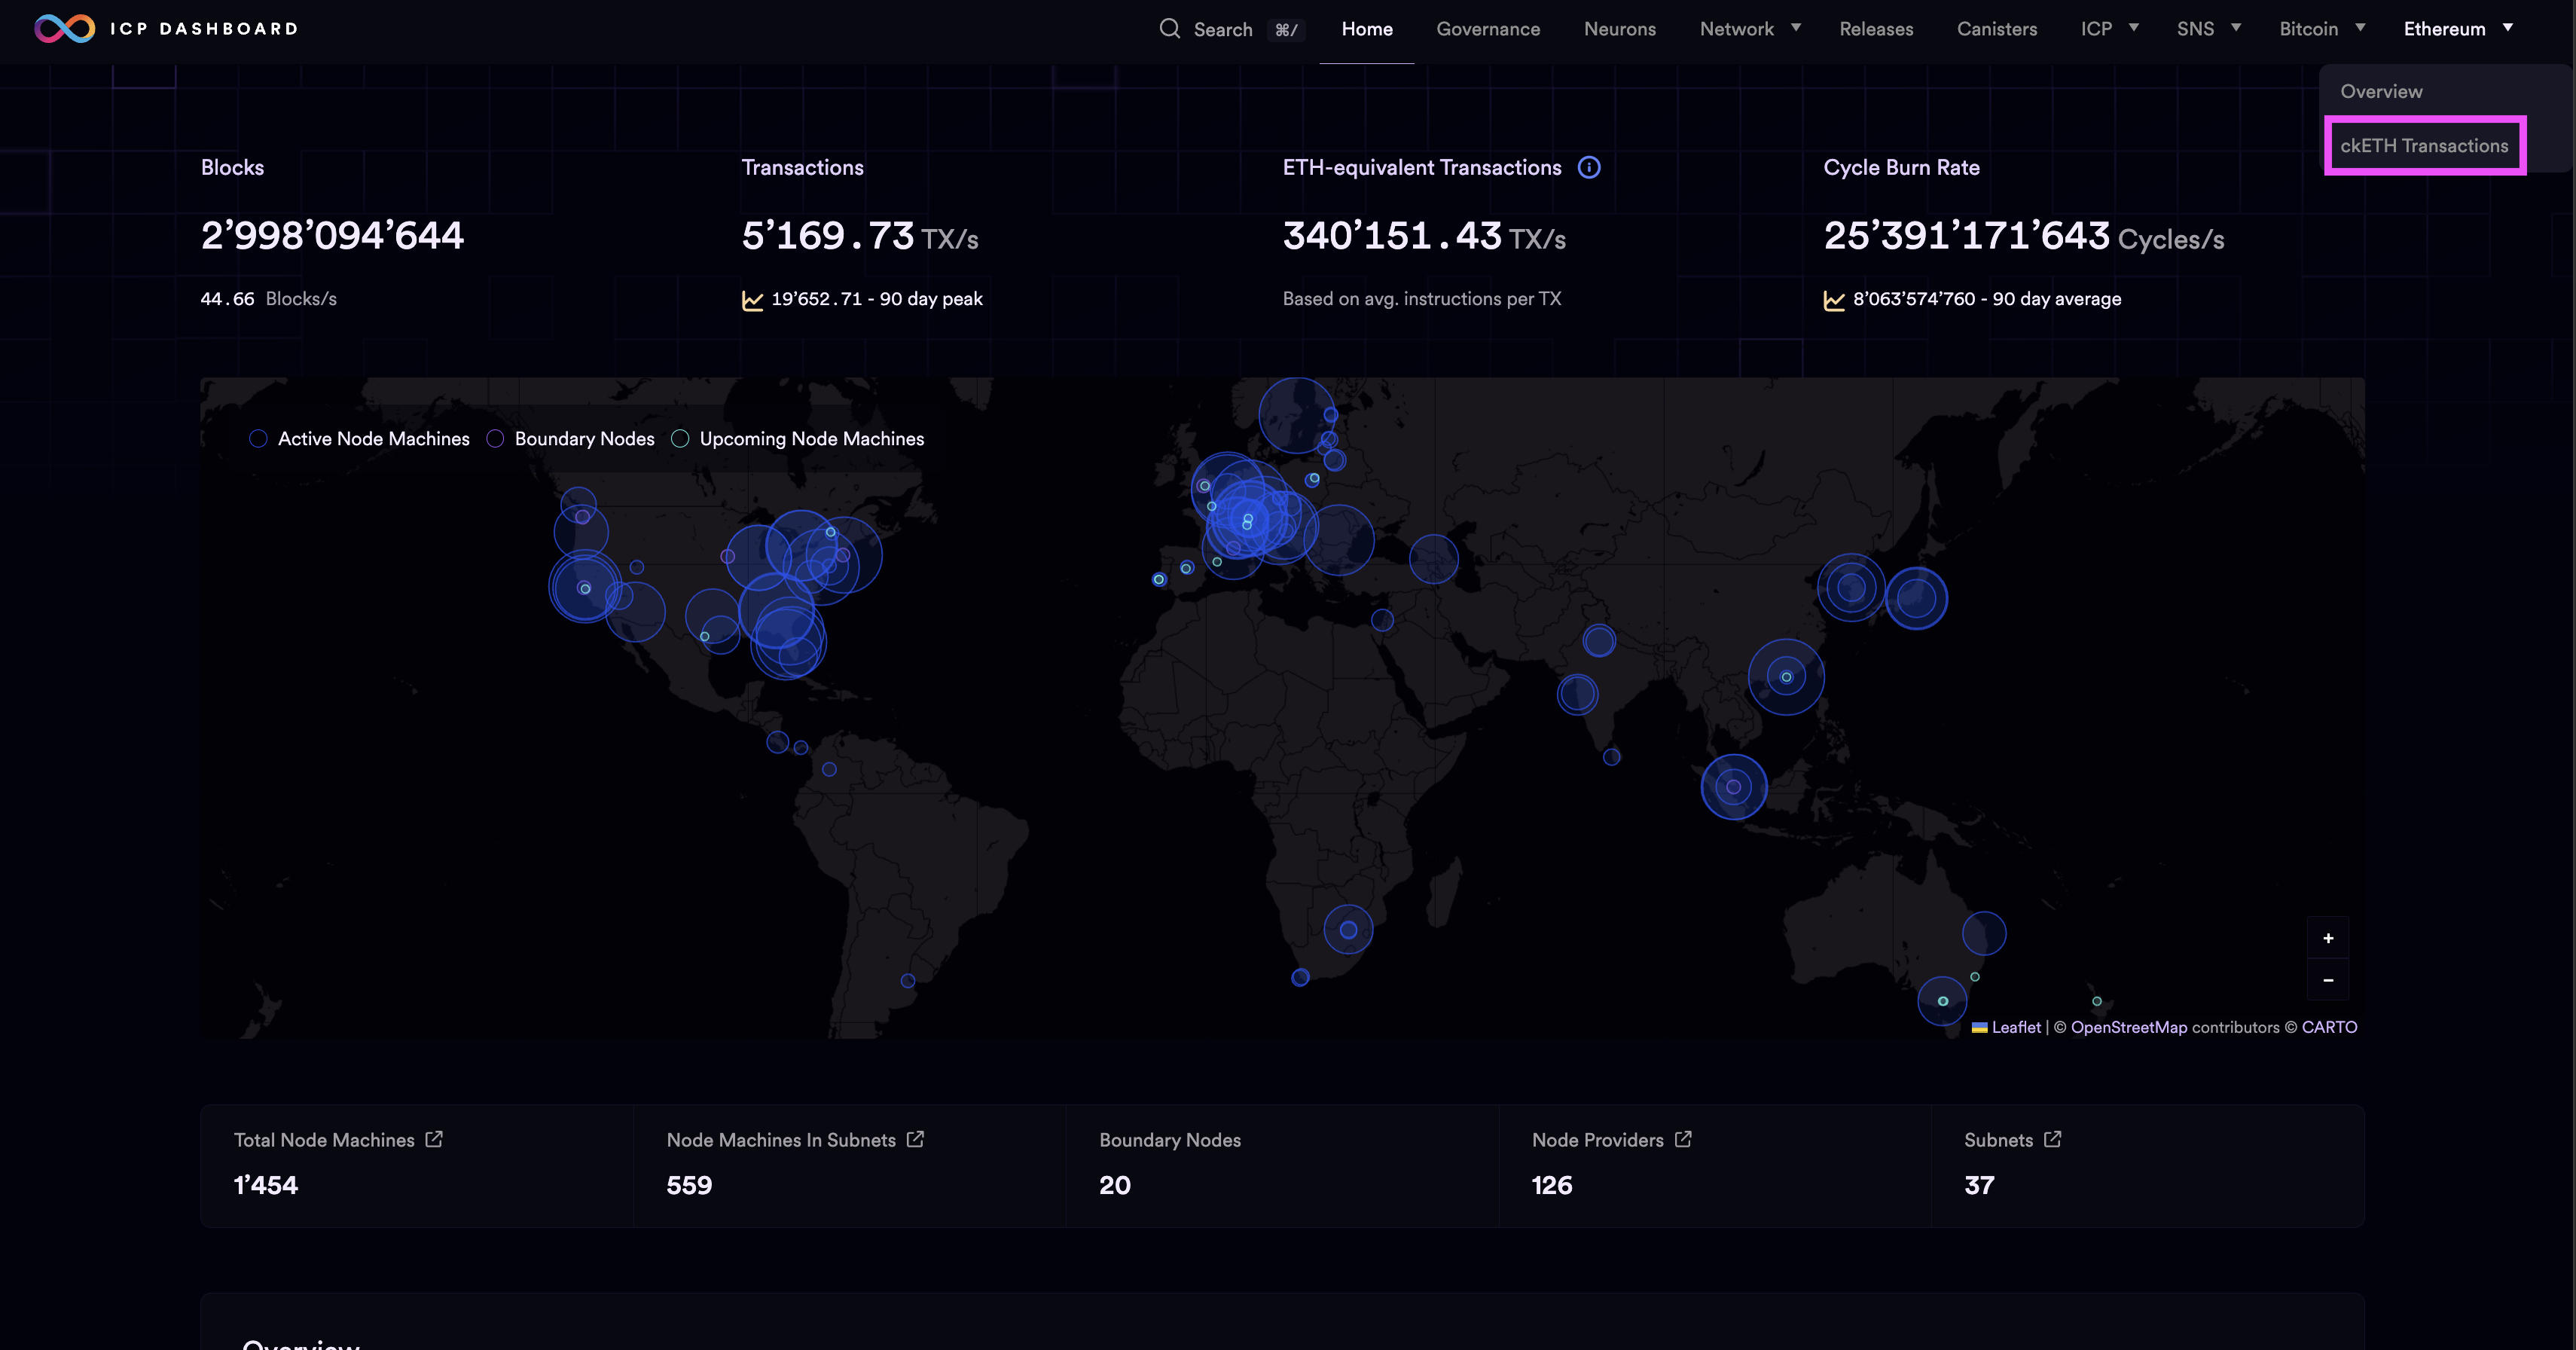 ICP DASHBOARD
Search ⌘/ Home Governance Neurons Network Releases Canisters ICP SNS Bitcoin Ethereum
Overview
ckETH Transactions
Blocks
2’998’094’644
44.66 Blocks/s
Transactions
5’169.73 TX/s
19’652.71 - 90 day peak
ETH-equivalent Transactions
340’151.43 TX/s
Based on avg. instructions per TX
Cycle Burn Rate
25’391’171’643 Cycles/s
8’063’574’760 - 90 day average
Active Node Machines Boundary Nodes Upcoming Node Machines
+
−
Leaflet | © OpenStreetMap contributors © CARTO
Total Node Machines
1’454
Node Machines In Subnets
559
Boundary Nodes
20
Node Providers
126
Subnets
37
Overview